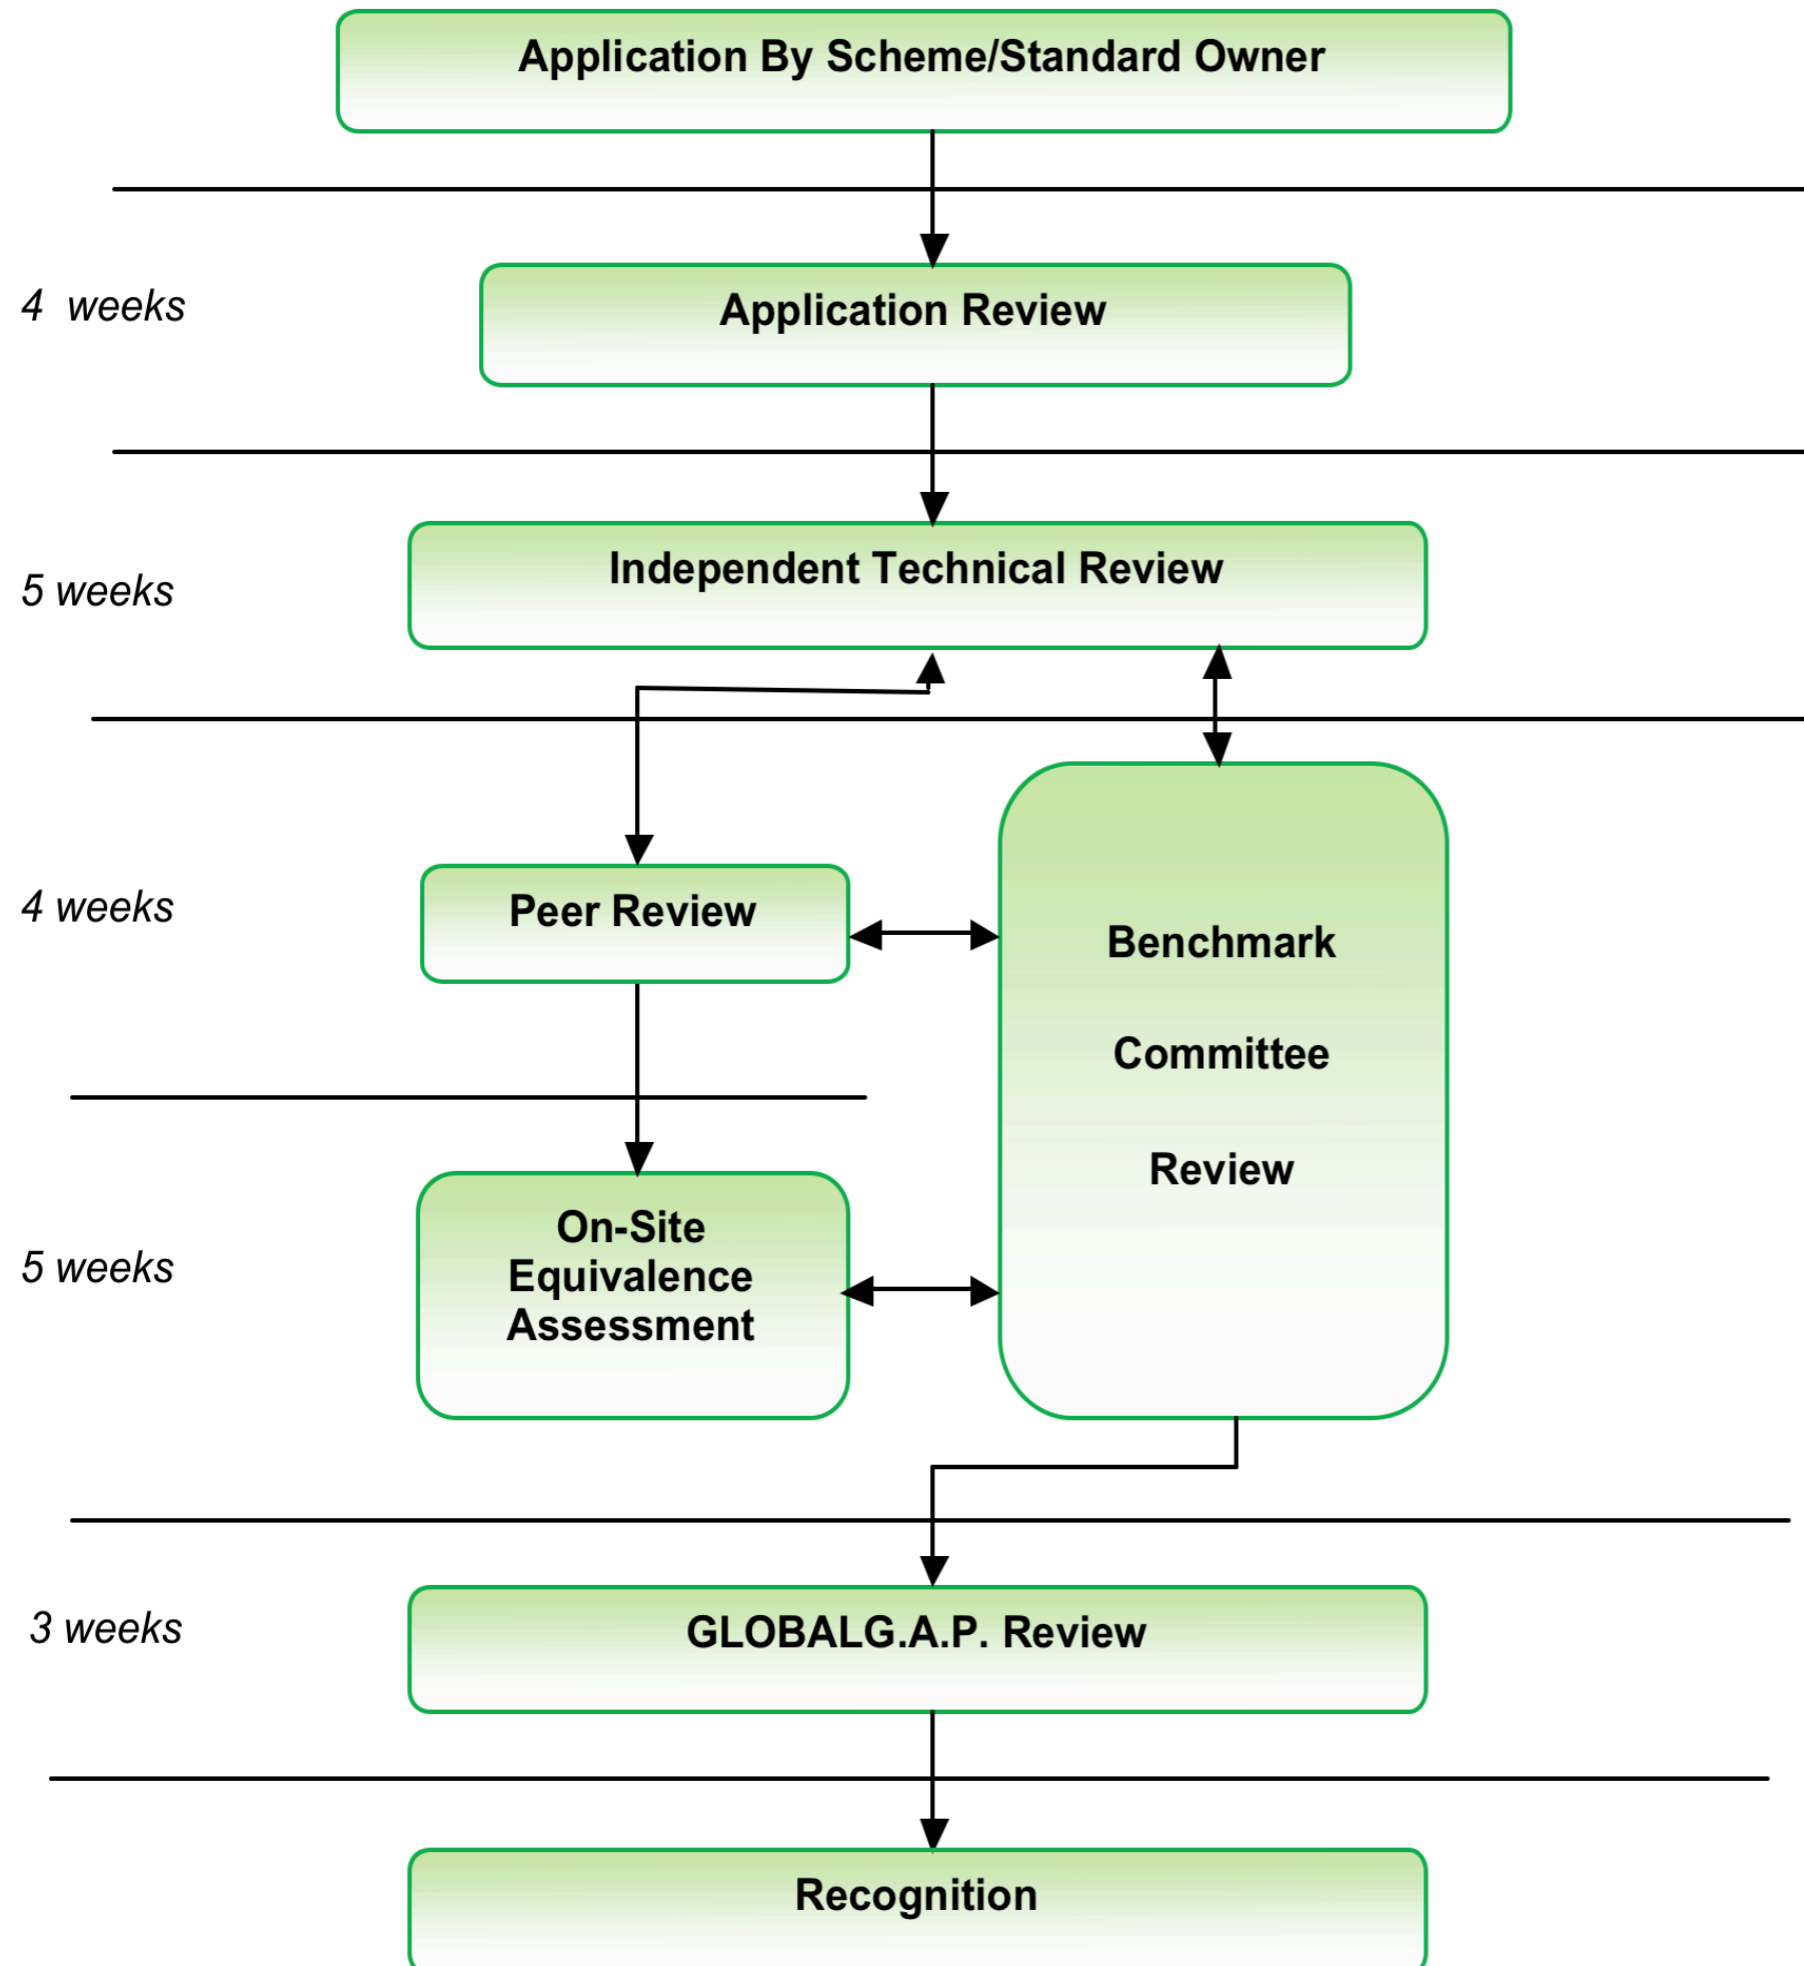 Application By Scheme/Standard Owner
4 weeks
Application Review
5 weeks
Independent Technical Review
4 weeks
Peer Review
Benchmark
Committee
Review
5 weeks
On-Site
Equivalence
Assessment
3 weeks
GLOBALG.A.P. Review
Recognition